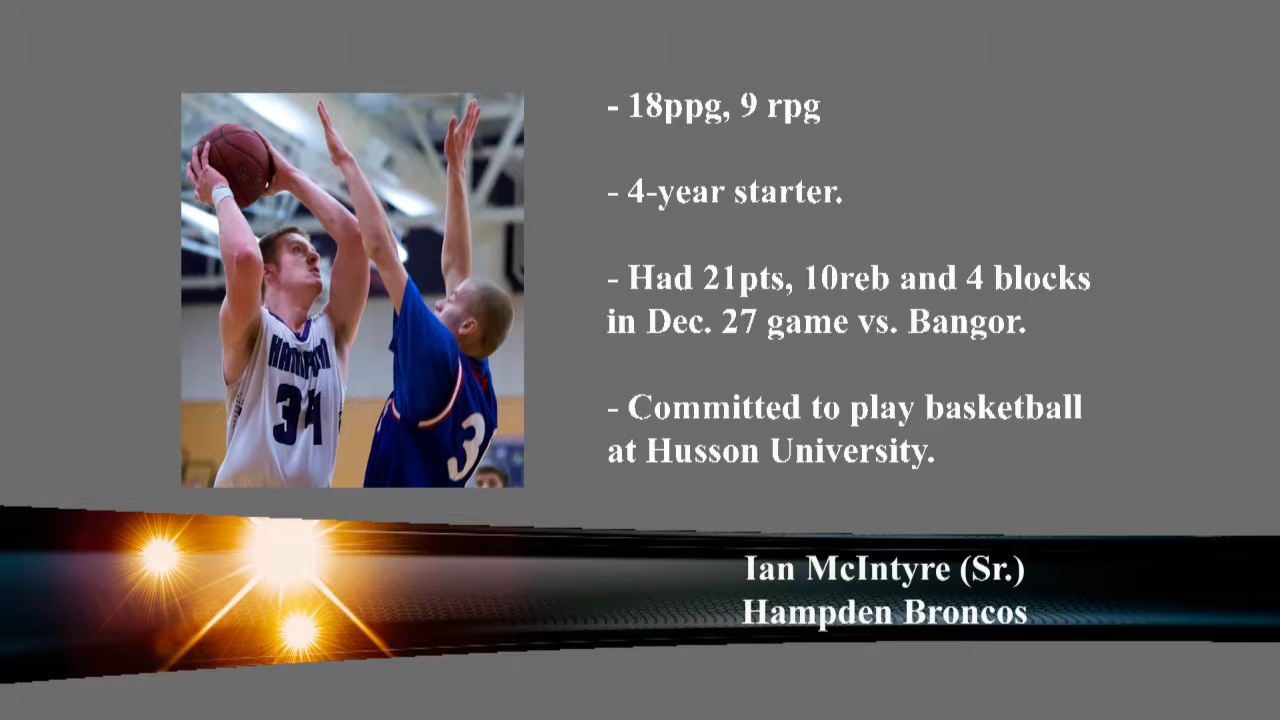 - 18ppg, 9 rpg
- 4-year starter.
- Had 21pts, 10reb and 4 blocks
in Dec. 27 game vs. Bangor.
- Committed to play basketball
at Husson University.
34
Ian McIntyre (Sr.)
Hampden Broncos